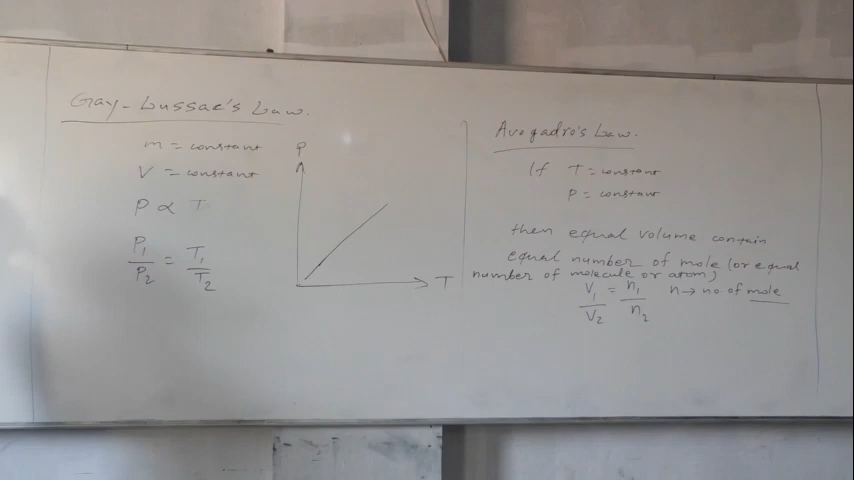 Gay-Lussac's Law.
m = constant
V = constant
P ∝ T
P1/P2 = T1/T2
P
T
Avogadro's Law.
If T = constant
P = constant
then equal volume contain
equal number of mole (or equal
number of molecule or atom)
V1/V2 = n1/n2 n → no of mole